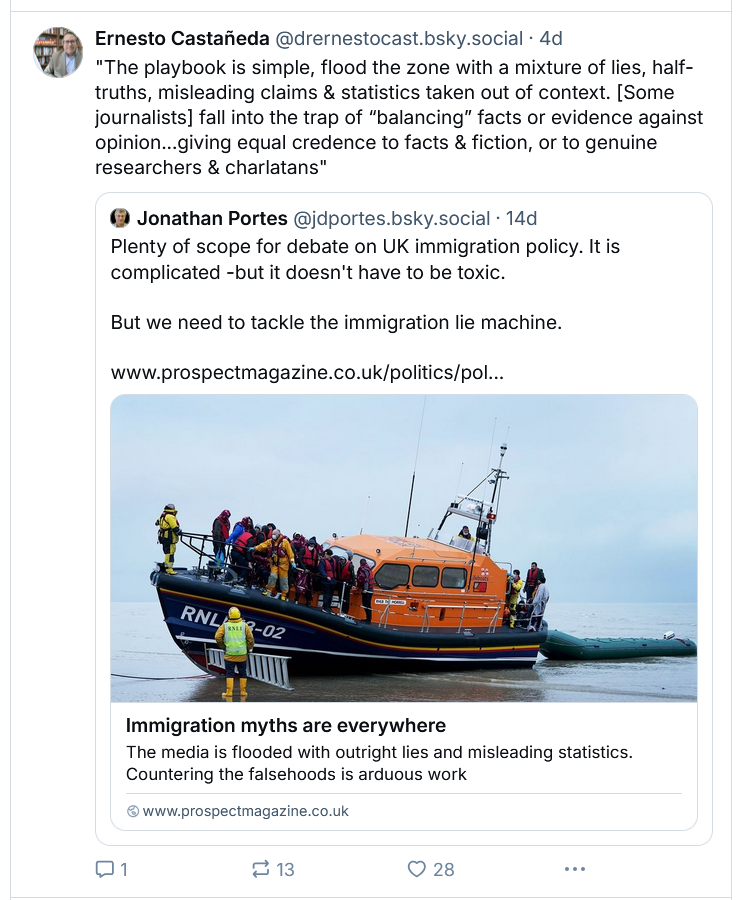 Ernesto Castañeda @drernestocast.bsky.social · 4d
"The playbook is simple, flood the zone with a mixture of lies, half-
truths, misleading claims & statistics taken out of context. [Some
journalists] fall into the trap of “balancing” facts or evidence against
opinion...giving equal credence to facts & fiction, or to genuine
researchers & charlatans"
Jonathan Portes @jdportes.bsky.social · 14d
Plenty of scope for debate on UK immigration policy. It is
complicated -but it doesn't have to be toxic.
But we need to tackle the immigration lie machine.
www.prospectmagazine.co.uk/politics/pol...
RNLI
-02
RNLI
Immigration myths are everywhere
The media is flooded with outright lies and misleading statistics.
Countering the falsehoods is arduous work
www.prospectmagazine.co.uk
1
13
28